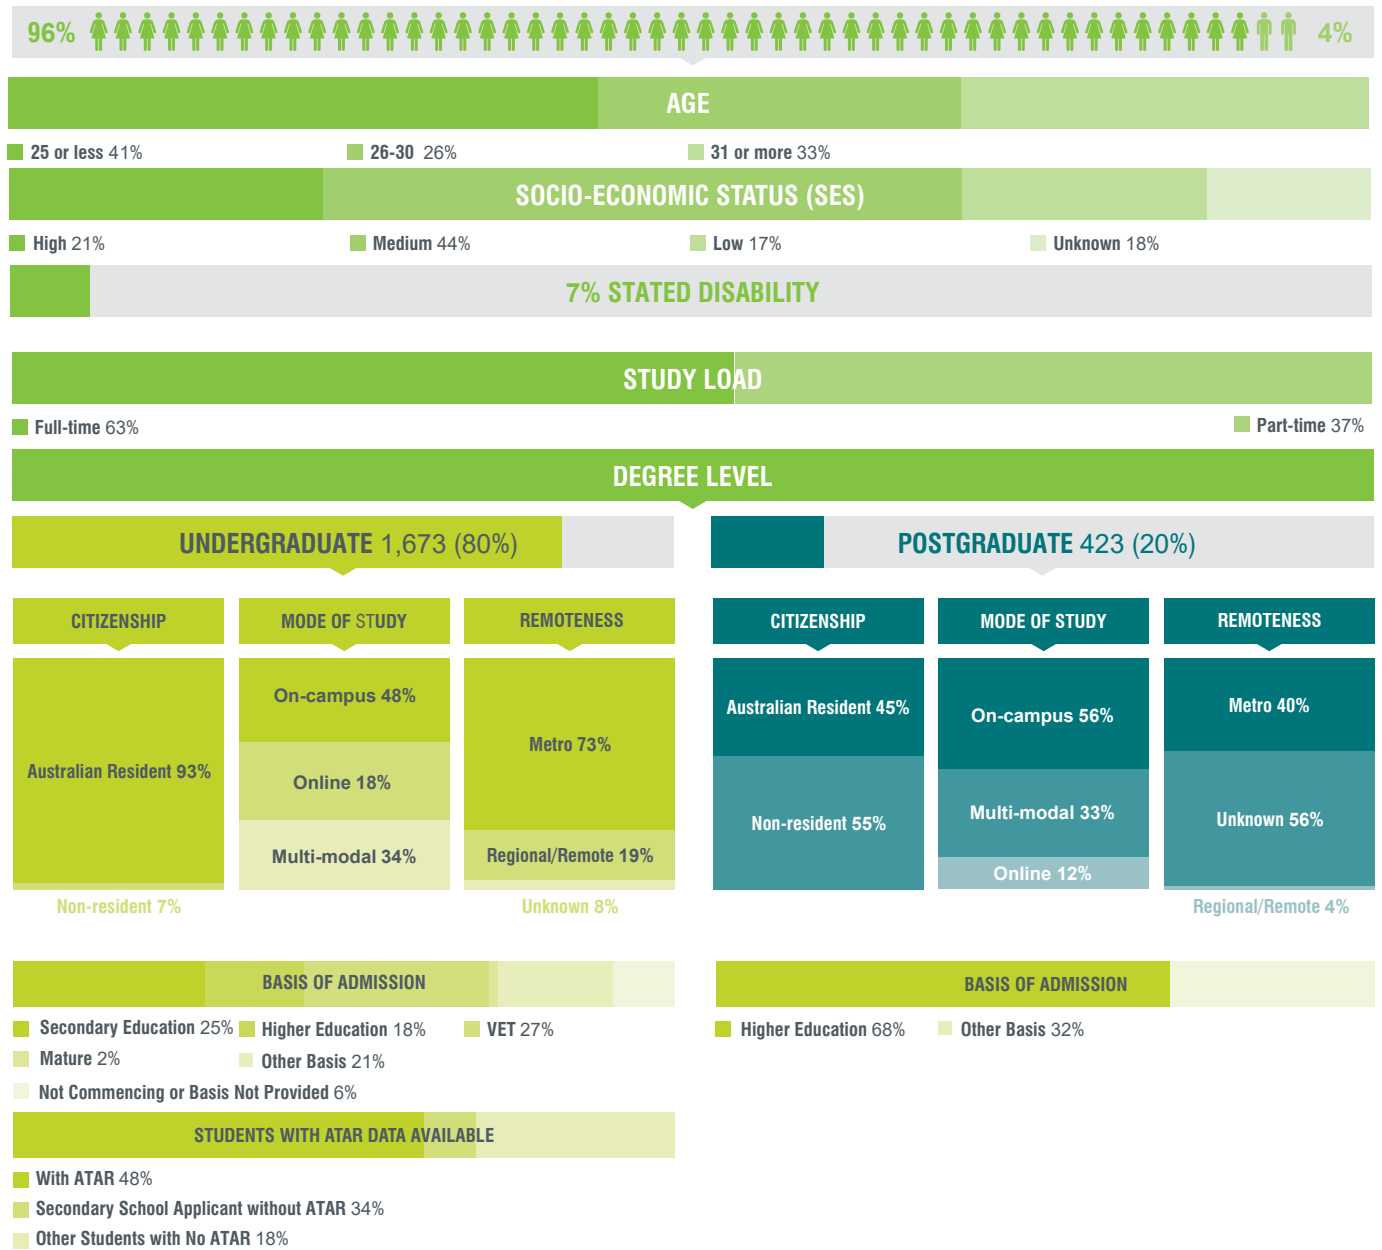 96% 4%
AGE
25 or less 41% 26-30 26% 31 or more 33%
SOCIO-ECONOMIC STATUS (SES)
High 21% Medium 44% Low 17% Unknown 18%
7% STATED DISABILITY
STUDY LOAD
Full-time 63% Part-time 37%
DEGREE LEVEL
UNDERGRADUATE 1,673 (80%)
CITIZENSHIP
Australian Resident 93%
Non-resident 7%
MODE OF STUDY
On-campus 48%
Online 18%
Multi-modal 34%
REMOTENESS
Metro 73%
Regional/Remote 19%
Unknown 8%
POSTGRADUATE 423 (20%)
CITIZENSHIP
Australian Resident 45%
Non-resident 55%
MODE OF STUDY
On-campus 56%
Multi-modal 33%
Online 12%
REMOTENESS
Metro 40%
Unknown 56%
Regional/Remote 4%
BASIS OF ADMISSION
Secondary Education 25% Higher Education 18% VET 27%
Mature 2% Other Basis 21%
Not Commencing or Basis Not Provided 6%
STUDENTS WITH ATAR DATA AVAILABLE
With ATAR 48%
Secondary School Applicant without ATAR 34%
Other Students with No ATAR 18%
BASIS OF ADMISSION
Higher Education 68% Other Basis 32%